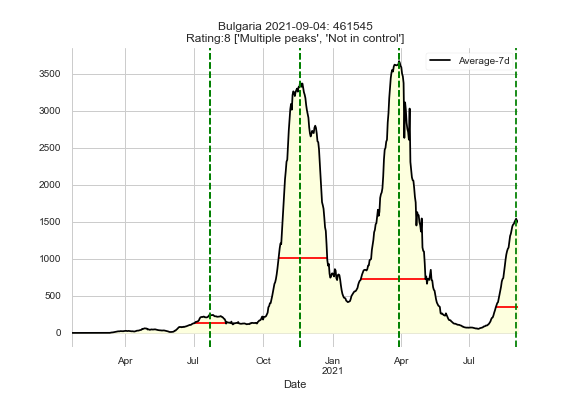 Bulgaria 2021-09-04: 461545
Rating:8 ['Multiple peaks', 'Not in control']
Average-7d
3500
3000
2500
2000
1500
1000
500
0
Apr
Jul
Oct
Jan
2021
Apr
Jul
Date